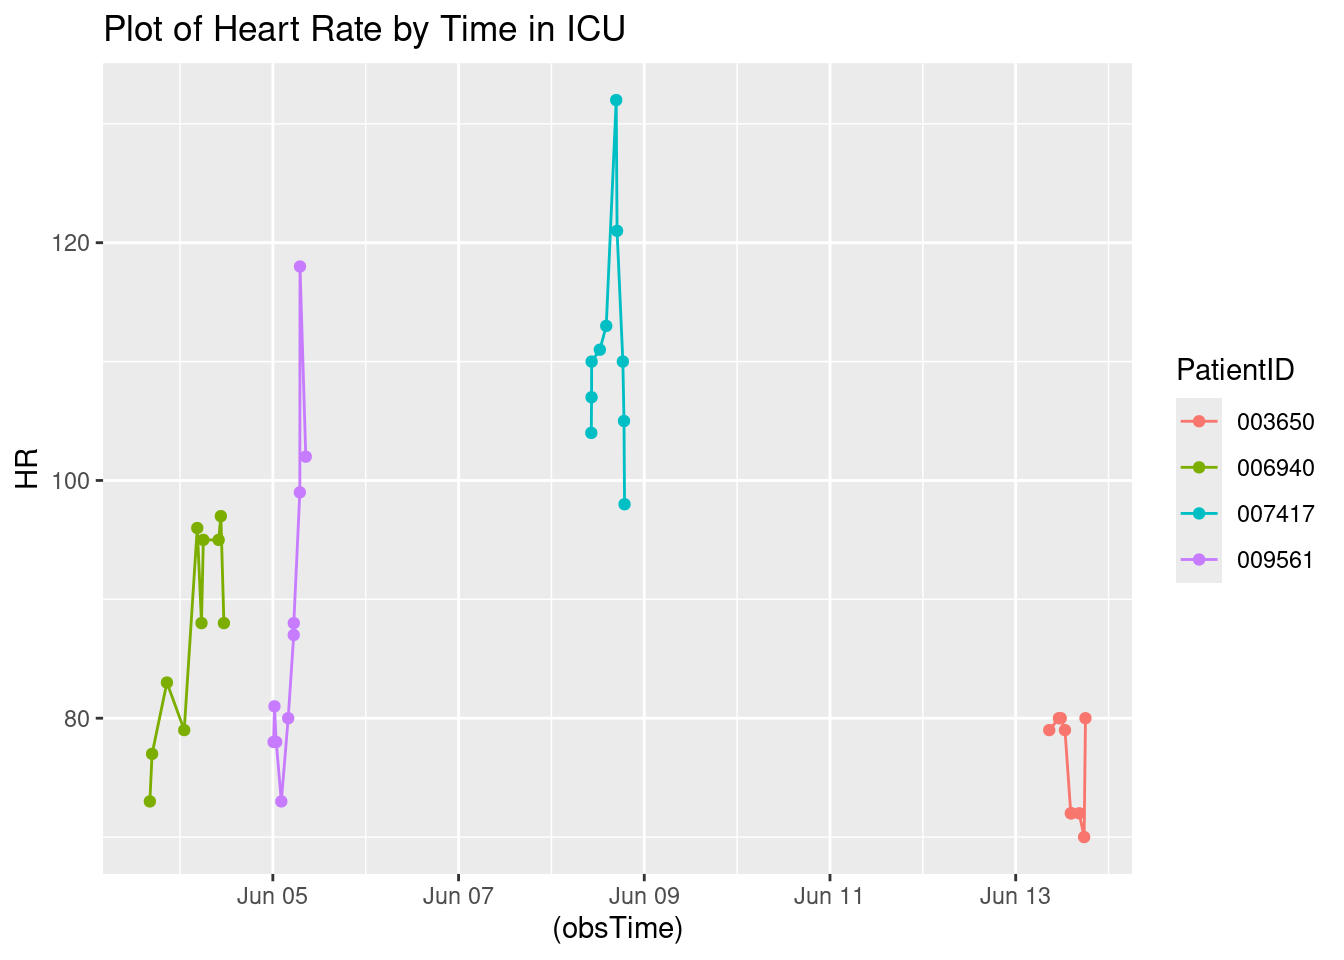 Plot of Heart Rate by Time in ICU
HR
120
100
80
Jun 05 Jun 07 Jun 09 Jun 11 Jun 13
(obsTime)
PatientID
003650
006940
007417
009561